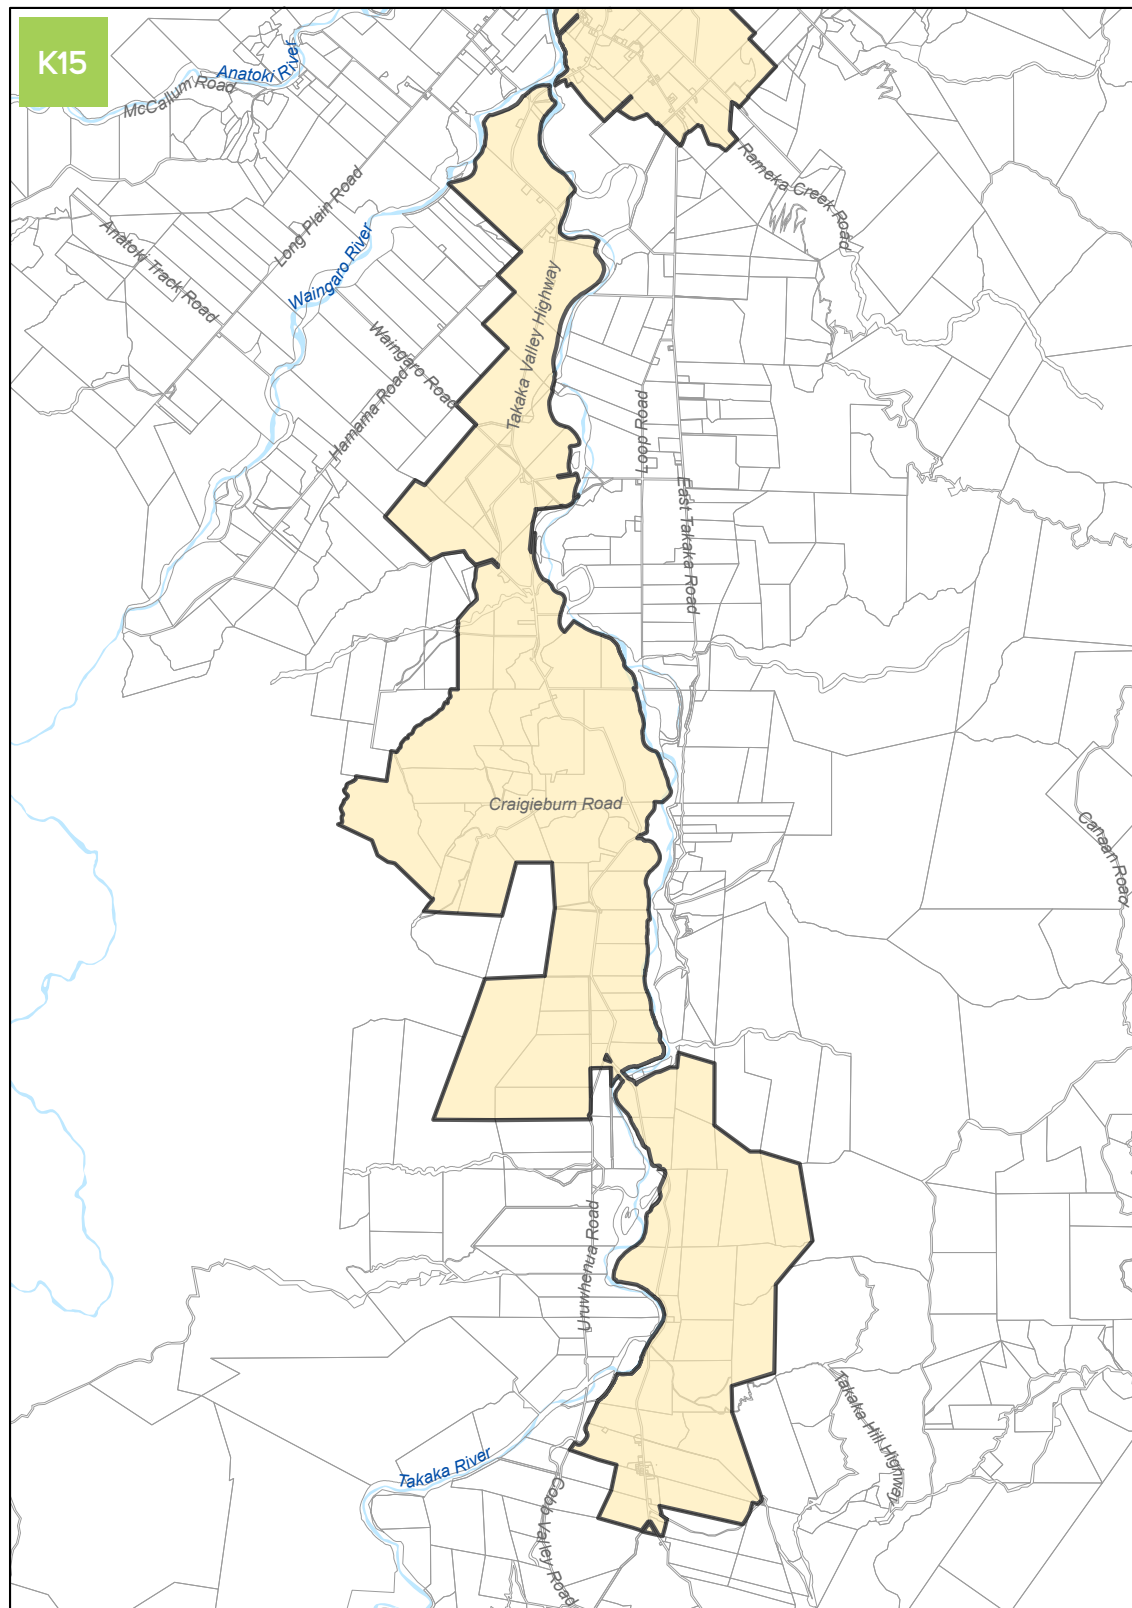 K15
Anatoki River
McCallum Road
Rameka Creek Road
Long Plain Road
Anatoki Track Road
Waingaro River
Takaka Valley Highway
Waingaro Road
Hamama Road
Loop Road
East Takaka Road
Craigieburn Road
Canaan Road
Uruwhenua Road
Takaka Hill Highway
Takaka River
Cobb Valley Road